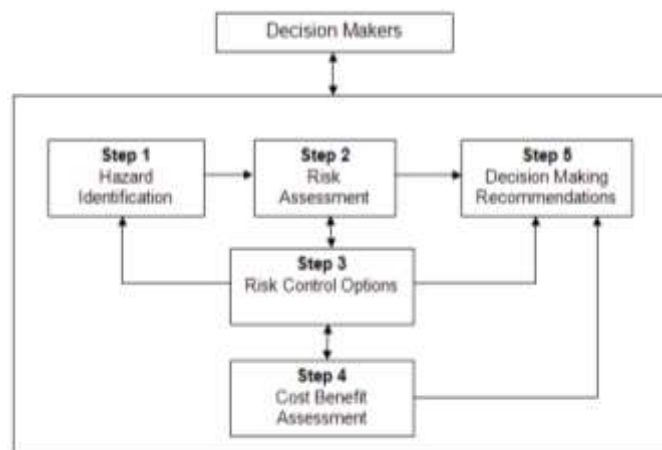 Decision Makers
Step 1
Hazard
Identification
Step 2
Risk
Assessment
Step 5
Decision Making
Recommendations
Step 3
Risk Control Options
Step 4
Cost Benefit
Assessment